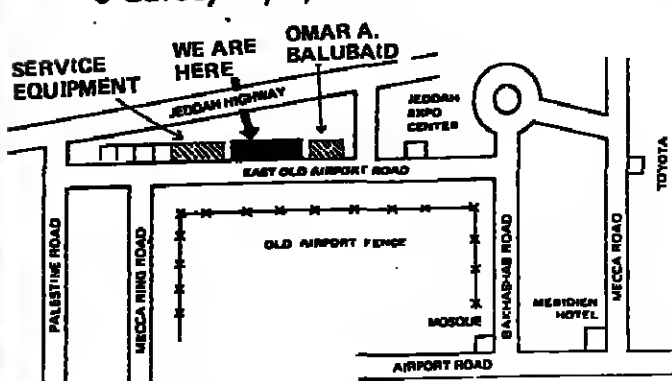 WE ARE
HERE
OMAR A.
BALUBAID
SERVICE
EQUIPMENT
JEDDAH HIGHWAY
JEDDAH
EXPO
CENTER
EAST OLD AIRPORT ROAD
TOYOTA
PALESTINE ROAD
MECCA RING ROAD
OLD AIRPORT FENCE
BAKHASHAB ROAD
MECCA ROAD
MERIDIEN
HOTEL
MOSQUE
AIRPORT ROAD